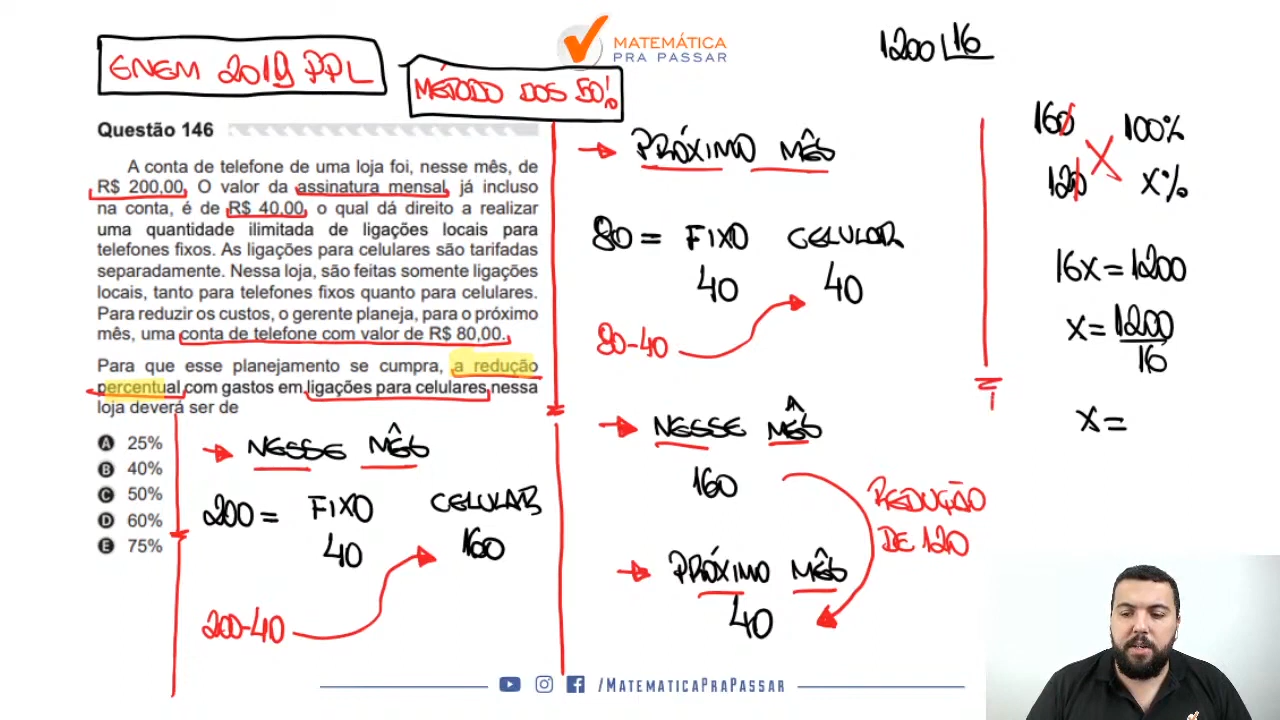 ENEM 2019 PPL
MÉTODO DOS 50%
MATEMÁTICA
PRA PASSAR
Questão 146
A conta de telefone de uma loja foi, nesse mês, de
R$ 200,00. O valor da assinatura mensal, já incluso
na conta, é de R$ 40,00, o qual dá direito a realizar
uma quantidade ilimitada de ligações locais para
telefones fixos. As ligações para celulares são tarifadas
separadamente. Nessa loja, são feitas somente ligações
locais, tanto para telefones fixos quanto para celulares.
Para reduzir os custos, o gerente planeja, para o próximo
mês, uma conta de telefone com valor de R$ 80,00.
Para que esse planejamento se cumpra, a redução
percentual com gastos em ligações para celulares nessa
loja deverá ser de
A 25%
B 40%
C 50%
D 60%
E 75%
NESSE MÊS
200 = FIXO CELULAR
40 160
200-40
PRÓXIMO MÊS
80 = FIXO CELULAR
40 40
80-40
NESSE MÊS
160
REDUÇÃO
DE 120
PRÓXIMO MÊS
40
1200 16
160 100%
120 X%
16X = 1200
X = 1200
16
X =
/MATEMATICAPRAPASSAR